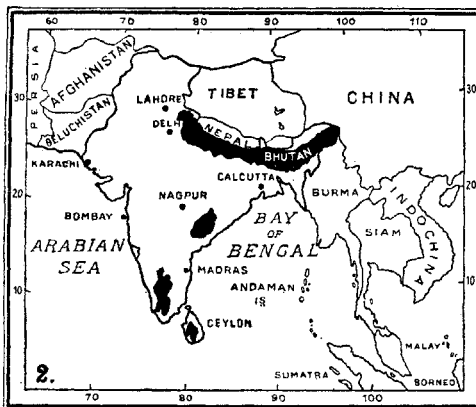 60 70 80 90 100
PERSIA
AFGHANISTAN
TIBET
CHINA
BELUCHISTAN
LAHORE
30
30
DELHI
NEPAL
BHUTAN
KARACHI
CALCUTTA
20
20
NAGPUR
BURMA
INDOCHINA
BOMBAY
BAY
OF
BENGAL
SIAM
ARABIAN
SEA
MADRAS
10
10
ANDAMAN
IS
CEYLON
MALAY
2.
SUMATRA
BORNEO
70 80 90 100 110